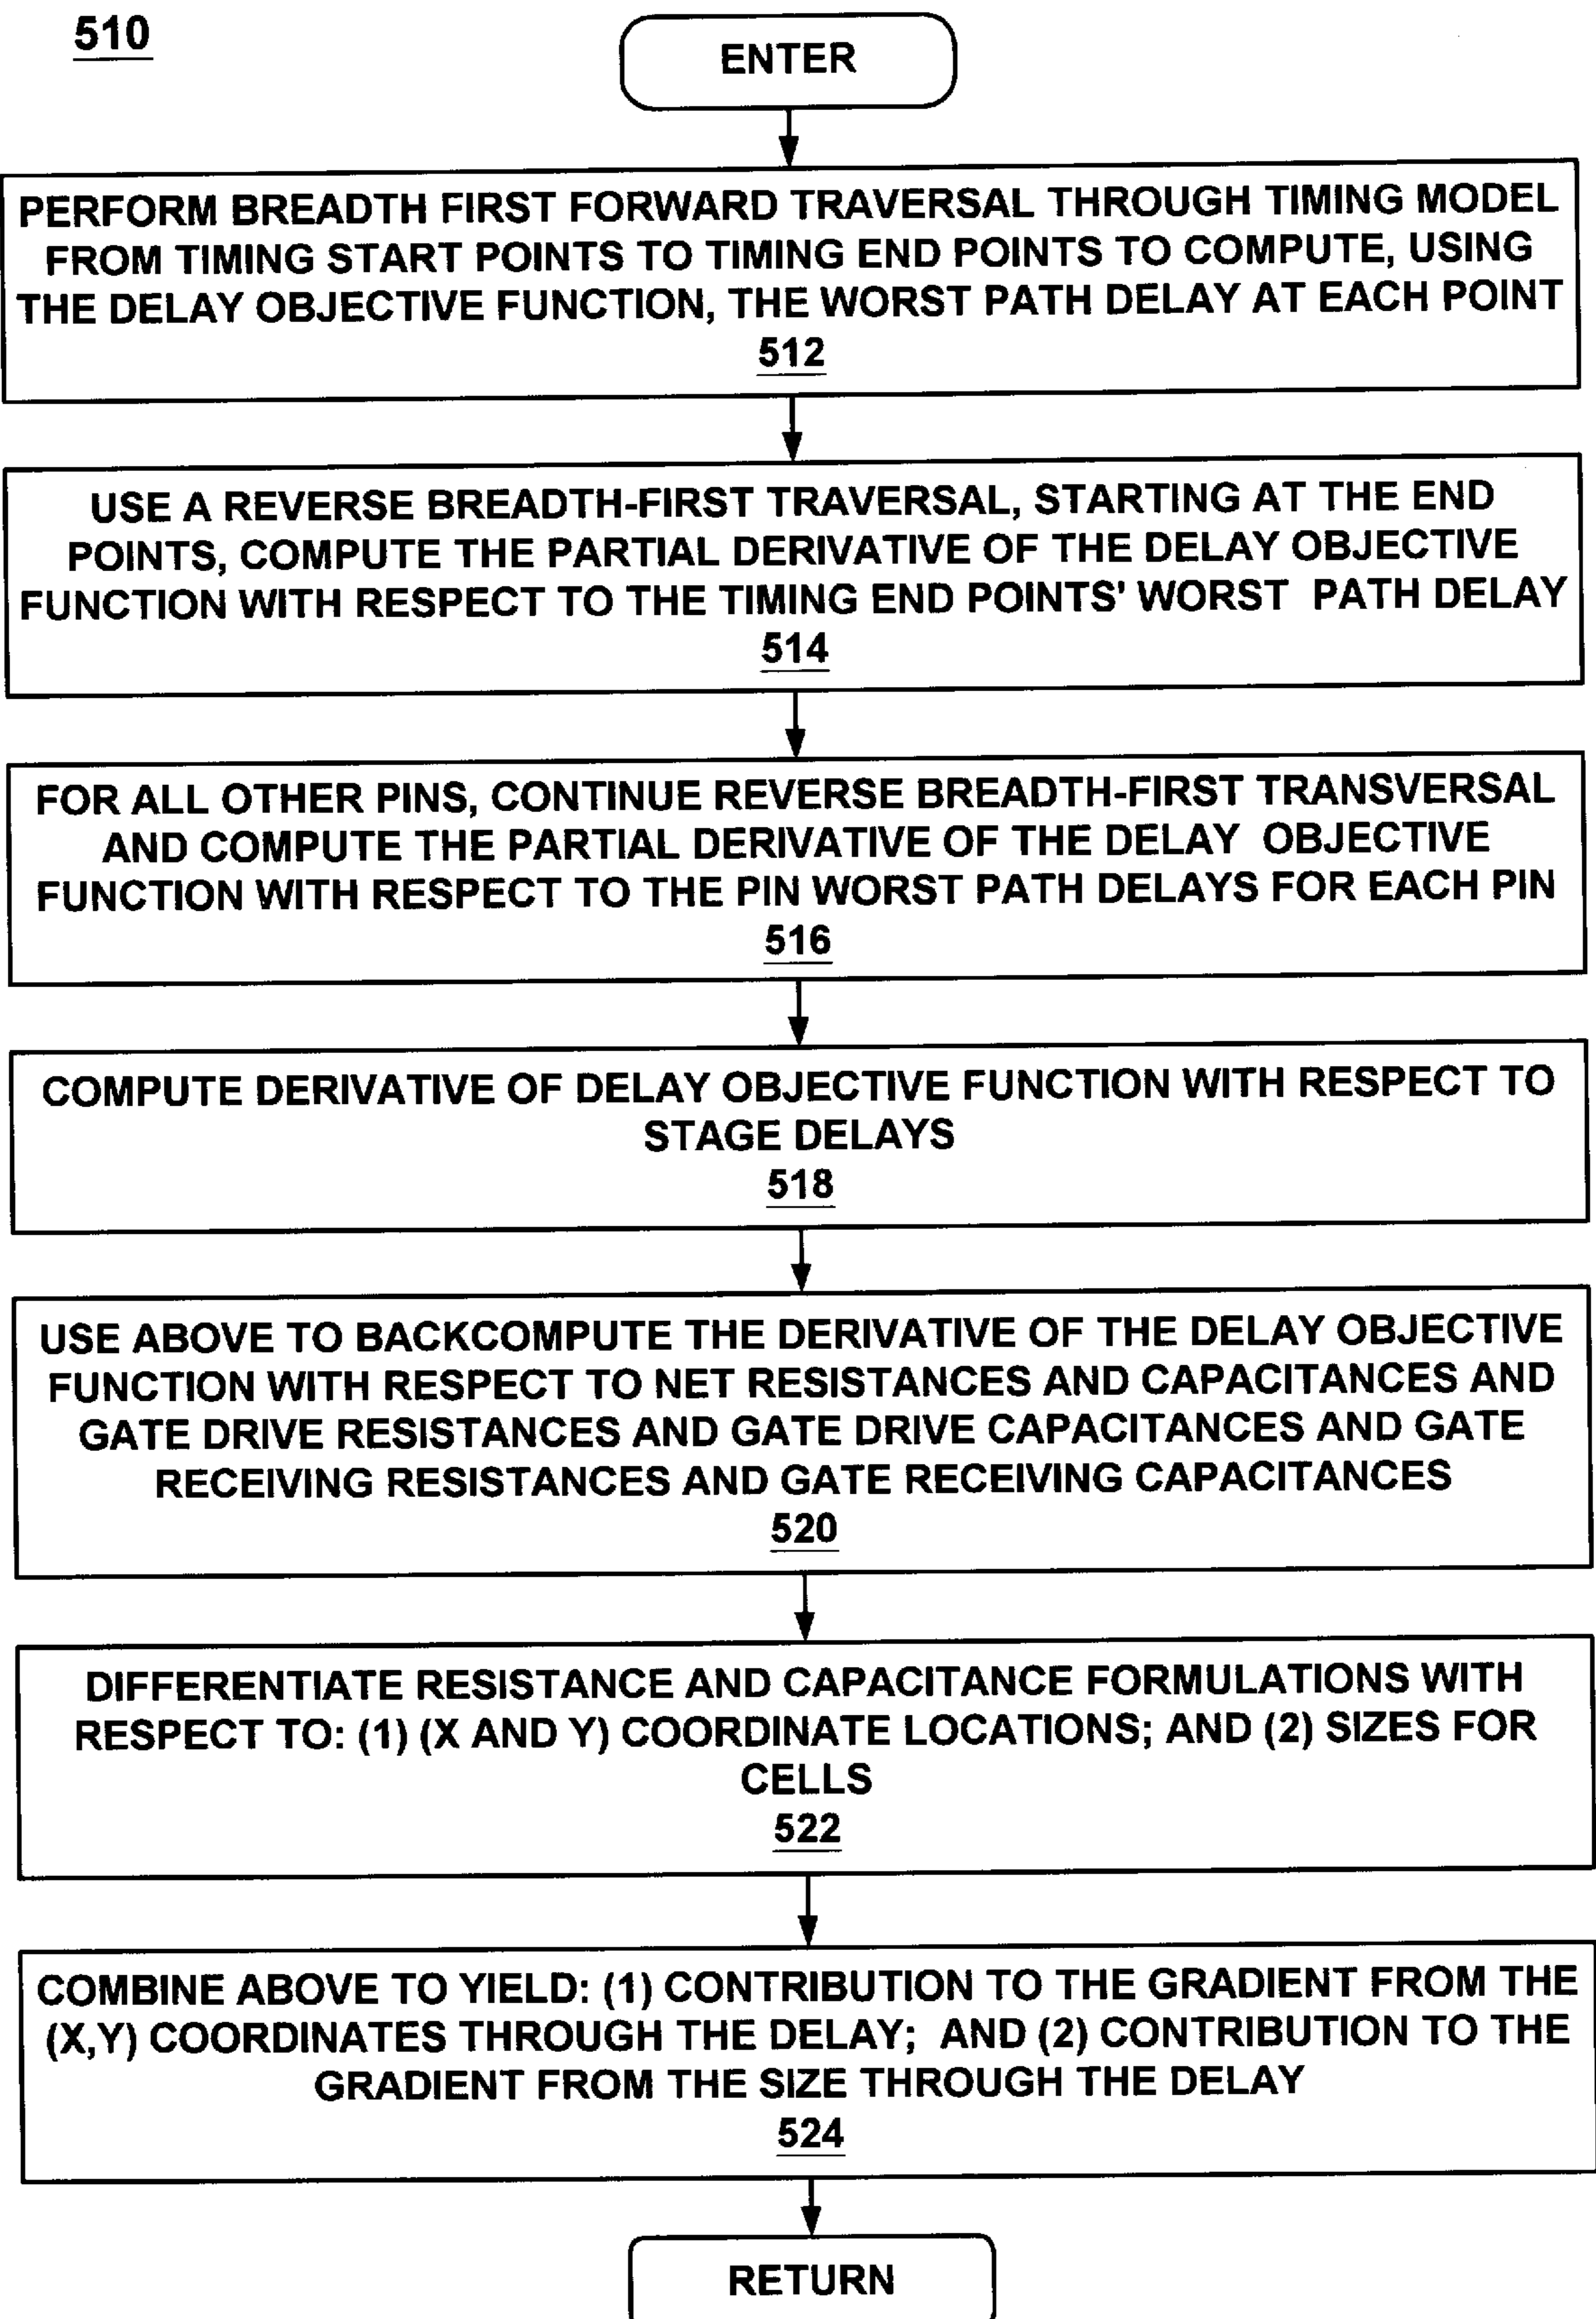 510
ENTER
PERFORM BREADTH FIRST FORWARD TRAVERSAL THROUGH TIMING MODEL
FROM TIMING START POINTS TO TIMING END POINTS TO COMPUTE, USING
THE DELAY OBJECTIVE FUNCTION, THE WORST PATH DELAY AT EACH POINT
512
USE A REVERSE BREADTH-FIRST TRAVERSAL, STARTING AT THE END
POINTS, COMPUTE THE PARTIAL DERIVATIVE OF THE DELAY OBJECTIVE
FUNCTION WITH RESPECT TO THE TIMING END POINTS' WORST PATH DELAY
514
FOR ALL OTHER PINS, CONTINUE REVERSE BREADTH-FIRST TRANSVERSAL
AND COMPUTE THE PARTIAL DERIVATIVE OF THE DELAY OBJECTIVE
FUNCTION WITH RESPECT TO THE PIN WORST PATH DELAYS FOR EACH PIN
516
COMPUTE DERIVATIVE OF DELAY OBJECTIVE FUNCTION WITH RESPECT TO
STAGE DELAYS
518
USE ABOVE TO BACKCOMPUTE THE DERIVATIVE OF THE DELAY OBJECTIVE
FUNCTION WITH RESPECT TO NET RESISTANCES AND CAPACITANCES AND
GATE DRIVE RESISTANCES AND GATE DRIVE CAPACITANCES AND GATE
RECEIVING RESISTANCES AND GATE RECEIVING CAPACITANCES
520
DIFFERENTIATE RESISTANCE AND CAPACITANCE FORMULATIONS WITH
RESPECT TO: (1) (X AND Y) COORDINATE LOCATIONS; AND (2) SIZES FOR
CELLS
522
COMBINE ABOVE TO YIELD: (1) CONTRIBUTION TO THE GRADIENT FROM THE
(X,Y) COORDINATES THROUGH THE DELAY; AND (2) CONTRIBUTION TO THE
GRADIENT FROM THE SIZE THROUGH THE DELAY
524
RETURN